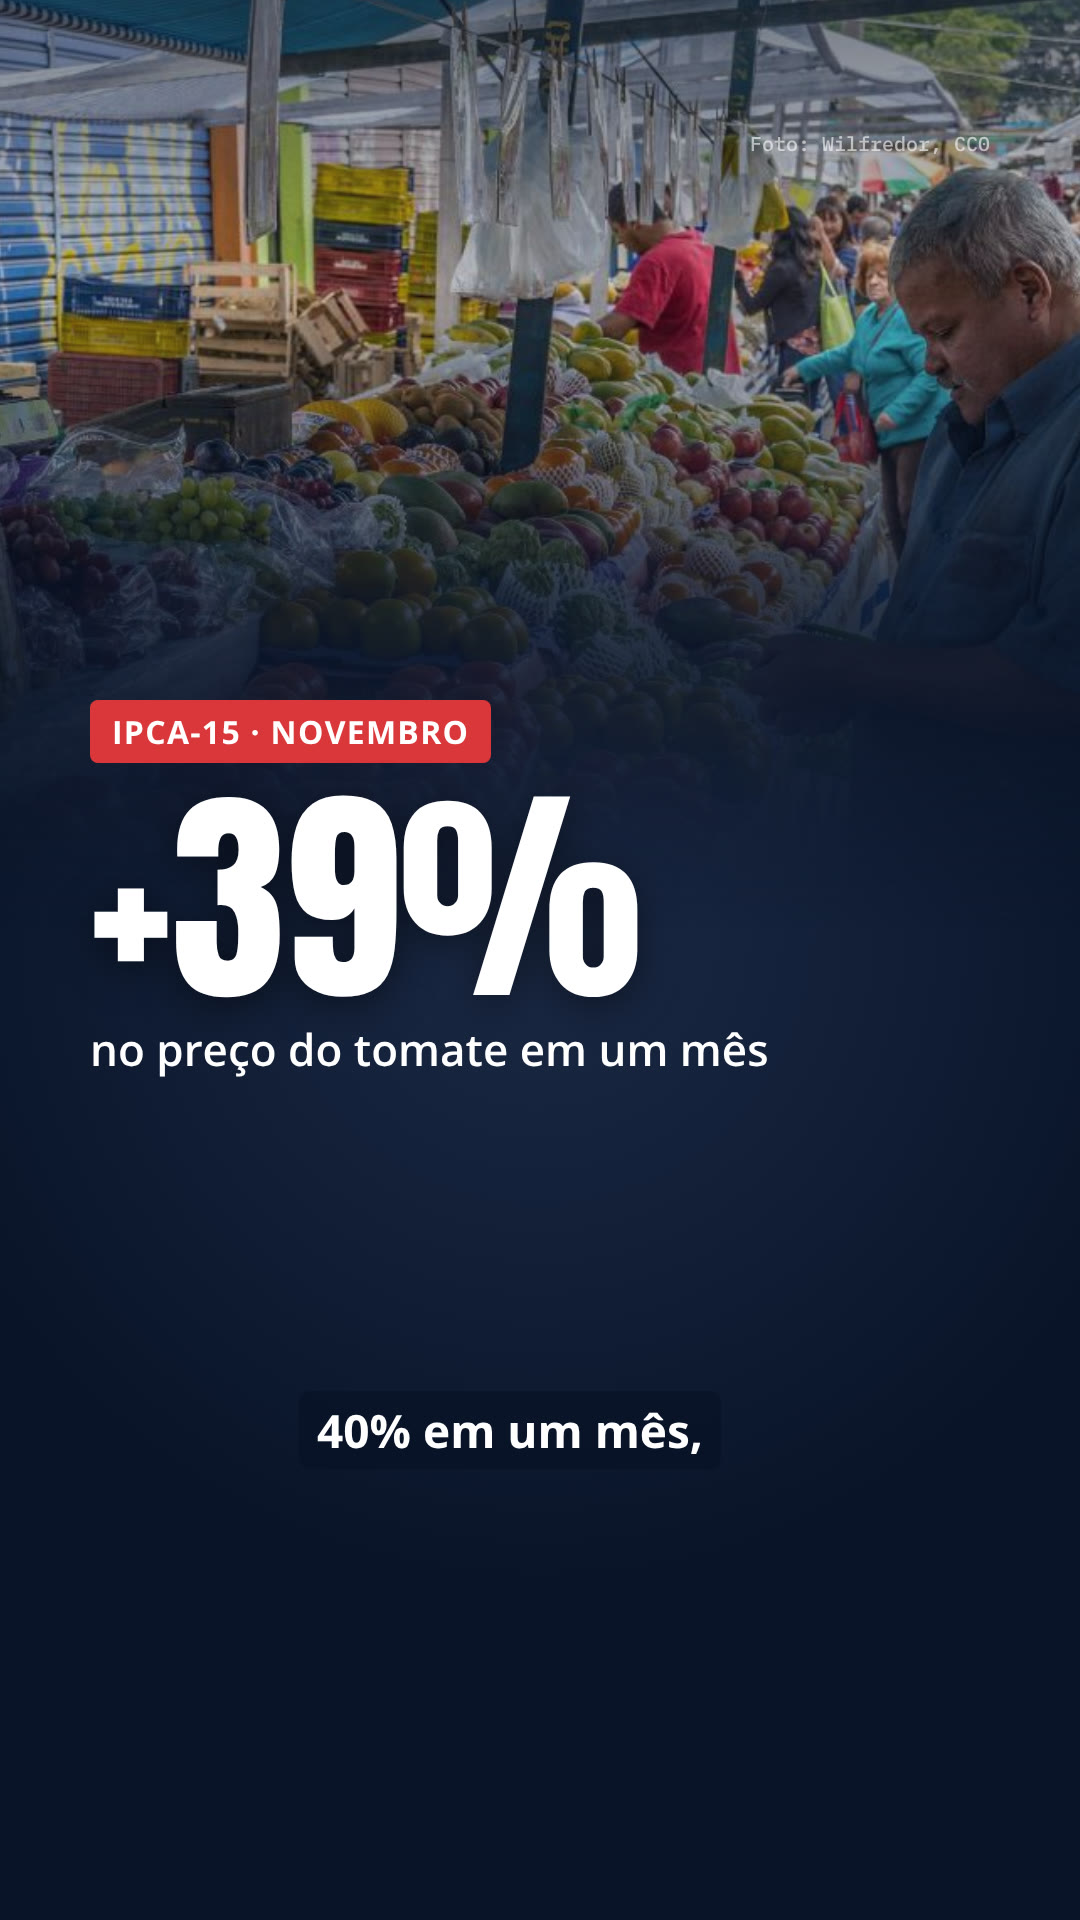 Foto: Wilfredor, CC0
IPCA-15 · NOVEMBRO
+39%
no preço do tomate em um mês
40% em um mês,